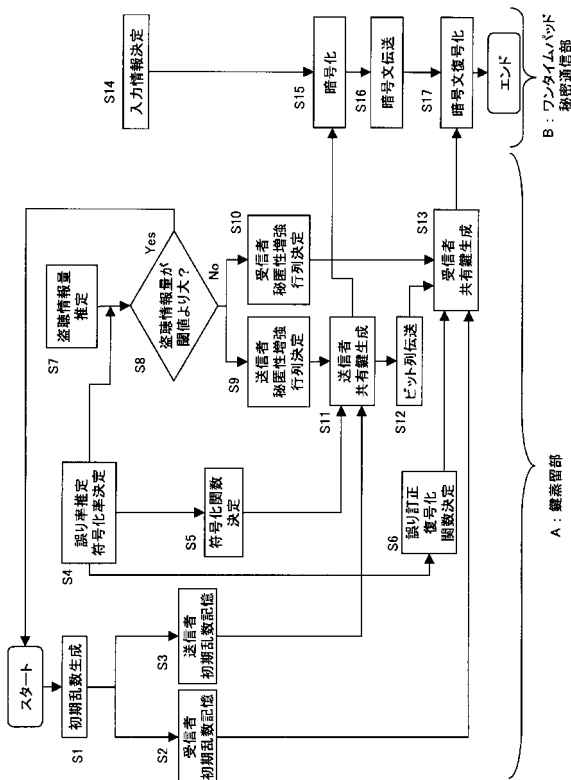 スタート
S1
初期乱数生成
S2
受信者
初期乱数記憶
S3
送信者
初期乱数記憶
S4
誤り率推定
符号化率決定
S5
符号化関数
決定
S6
誤り訂正
復号化
関数決定
S7
盗聴情報量
推定
S8
盗聴情報量が
閾値より大?
Yes
No
S9
送信者
秘匿性増強
行列決定
S10
受信者
秘匿性増強
行列決定
S11
送信者
共有鍵生成
S12
ビット列伝送
S13
受信者
共有鍵生成
S14
入力情報決定
S15
暗号化
S16
暗号文伝送
S17
暗号文復号化
エンド
A:鍵蒸留部
B:ワンタイムパッド
秘密通信部